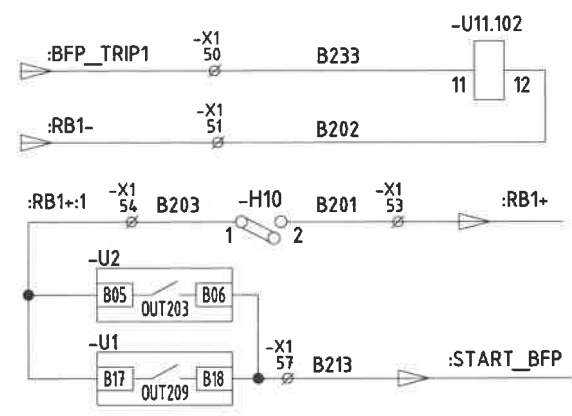 -U11.102
:BFP_TRIP1
-X1
50
B233
11
12
:RB1-
-X1
51
B202
:RB1+:1
-X1
54
B203
-H10
1
2
B201
-X1
53
:RB1+
-U2
B05
B06
OUT203
-U1
B17
B18
OUT209
-X1
57
B213
:START_BFP